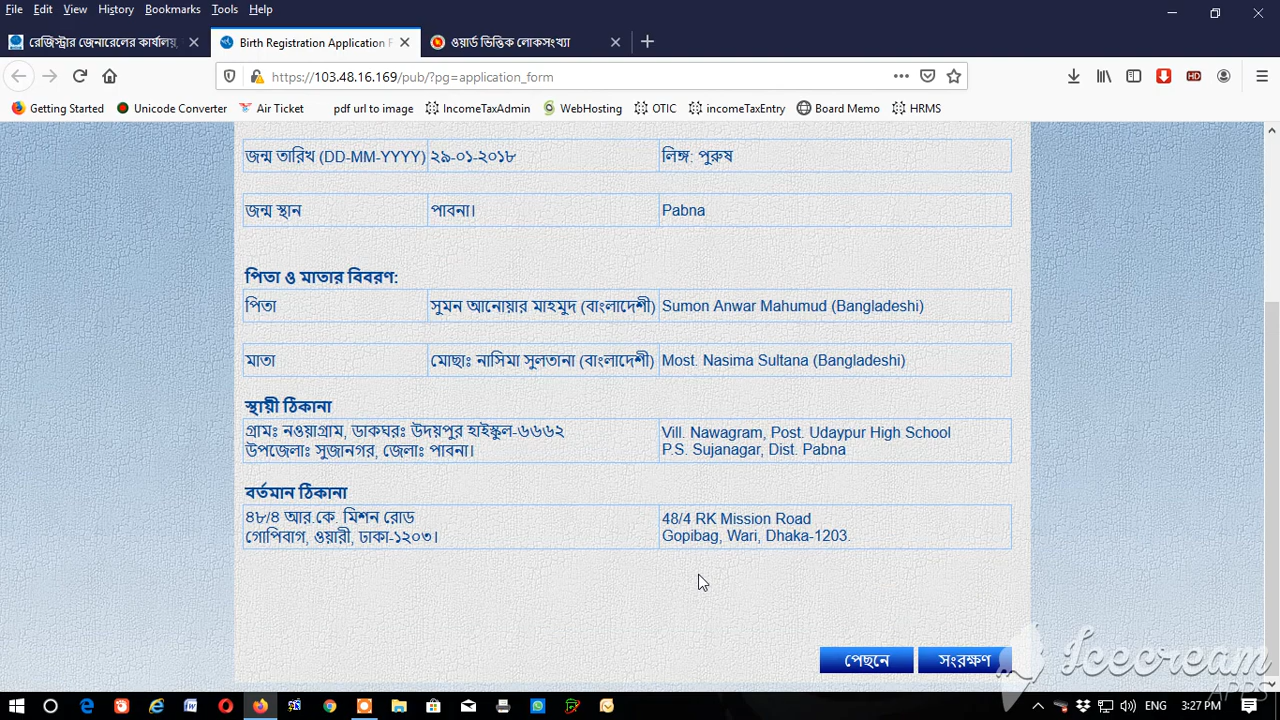 File Edit View History Bookmarks Tools Help
রেজিস্ট্রার জেনারেলের কার্যালয়,
Birth Registration Application F
ওয়ার্ড ভিত্তিক লোকসংখ্যা
https://103.48.16.169/pub/?pg=application_form
Getting Started Unicode Converter Air Ticket pdf url to image IncomeTaxAdmin WebHosting OTIC incomeTaxEntry Board Memo HRMS
জন্ম তারিখ (DD-MM-YYYY) ২৯-০১-২০১৮ লিঙ্গ: পুরুষ
জন্ম স্থান পাবনা। Pabna
পিতা ও মাতার বিবরণ:
পিতা সুমন আনোয়ার মাহমুদ (বাংলাদেশী) Sumon Anwar Mahumud (Bangladeshi)
মাতা মোছাঃ নাসিমা সুলতানা (বাংলাদেশী) Most. Nasima Sultana (Bangladeshi)
স্থায়ী ঠিকানা
গ্রামঃ নওয়াগ্রাম, ডাকঘরঃ উদয়পুর হাইস্কুল-৬৬৬২ Vill. Nawagram, Post. Udaypur High School
উপজেলাঃ সুজানগর, জেলাঃ পাবনা। P.S. Sujanagar, Dist. Pabna
বর্তমান ঠিকানা
৪৮/৪ আর.কে. মিশন রোড 48/4 RK Mission Road
গোপিবাগ, ওয়ারী, ঢাকা-১২০৩। Gopibag, Wari, Dhaka-1203.
পেছনে সংরক্ষণ
Icecream
APPS
ENG 3:27 PM